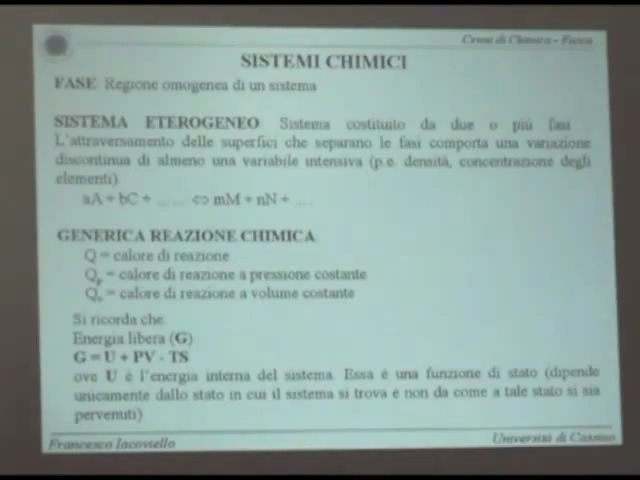 Cenni di Chimica - Fisica
SISTEMI CHIMICI
FASE: Regione omogenea di un sistema
SISTEMA ETEROGENEO: Sistema costituito da due o più fasi.
L'attraversamento delle superfici che separano le fasi comporta una variazione
discontinua di almeno una variabile intensiva (p.e. densità, concentrazione degli
elementi).
aA + bC + ...... ⇔ mM + nN + ....
GENERICA REAZIONE CHIMICA
Q = calore di reazione
Qp = calore di reazione a pressione costante
Qv = calore di reazione a volume costante
Si ricorda che:
Energia libera (G)
G = U + PV - TS
ove U è l'energia interna del sistema. Essa è una funzione di stato (dipende
unicamente dallo stato in cui il sistema si trova e non da come a tale stato si sia
pervenuti)
Francesco Iacoviello
Università di Cassino